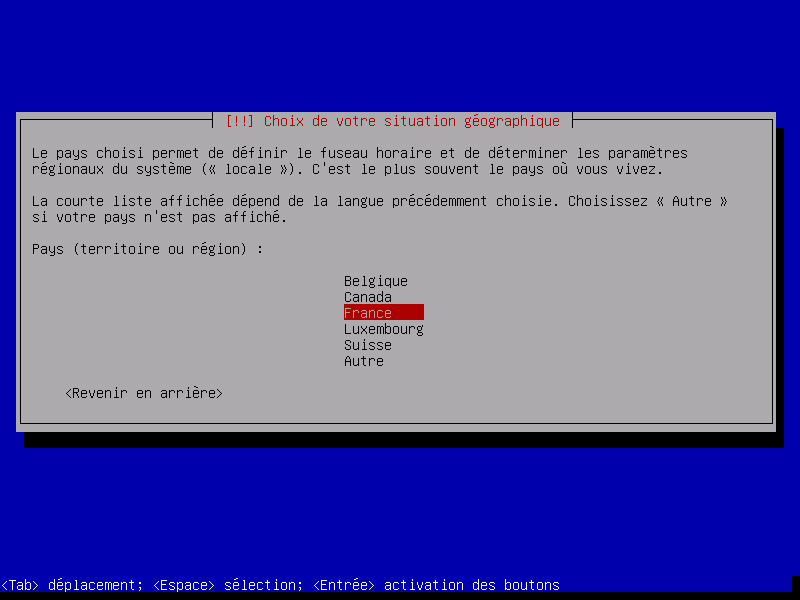 [!!] Choix de votre situation géographique
Le pays choisi permet de définir le fuseau horaire et de déterminer les paramètres
régionaux du système (« locale »). C'est le plus souvent le pays où vous vivez.
La courte liste affichée dépend de la langue précédemment choisie. Choisissez « Autre »
si votre pays n'est pas affiché.
Pays (territoire ou région) :
Belgique
Canada
France
Luxembourg
Suisse
Autre
<Revenir en arrière>
<Tab> déplacement; <Espace> sélection; <Entrée> activation des boutons